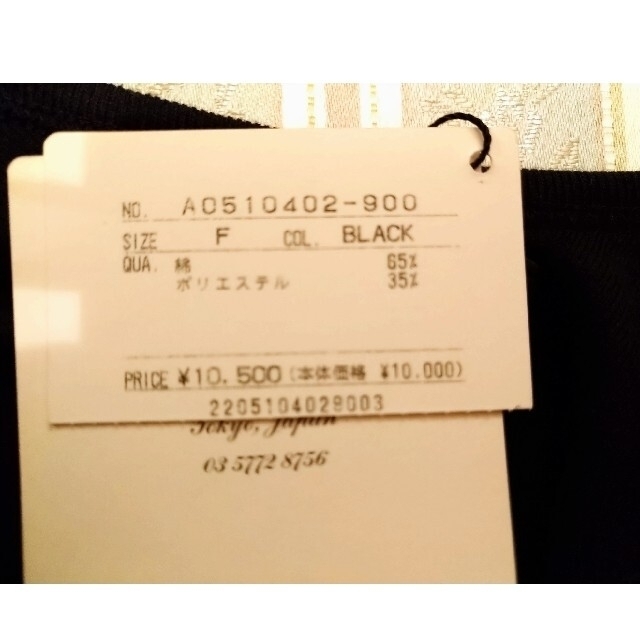 NO. A0510402-900
SIZE F COL. BLACK
QUA. 綿 65%
ポリエステル 35%
PRICE ¥10,500 (本体価格 ¥10,000)
2205104028003
Tokyo, Japan
03 5772 8756